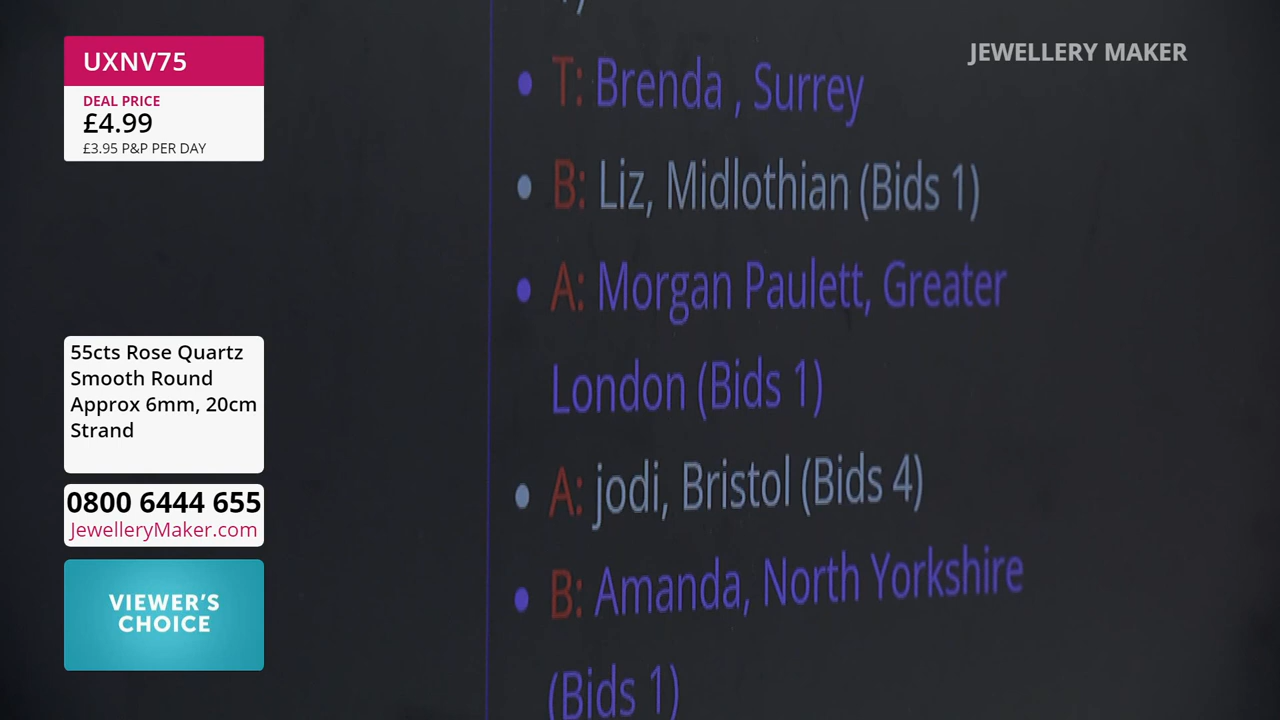 UXNV75
DEAL PRICE
£4.99
£3.95 P&P PER DAY
55cts Rose Quartz
Smooth Round
Approx 6mm, 20cm
Strand
0800 6444 655
JewelleryMaker.com
VIEWER'S
CHOICE
JEWELLERY MAKER
• T: Brenda , Surrey
• B: Liz, Midlothian (Bids 1)
• A: Morgan Paulett, Greater
London (Bids 1)
• A: jodi, Bristol (Bids 4)
• B: Amanda, North Yorkshire
(Bids 1)